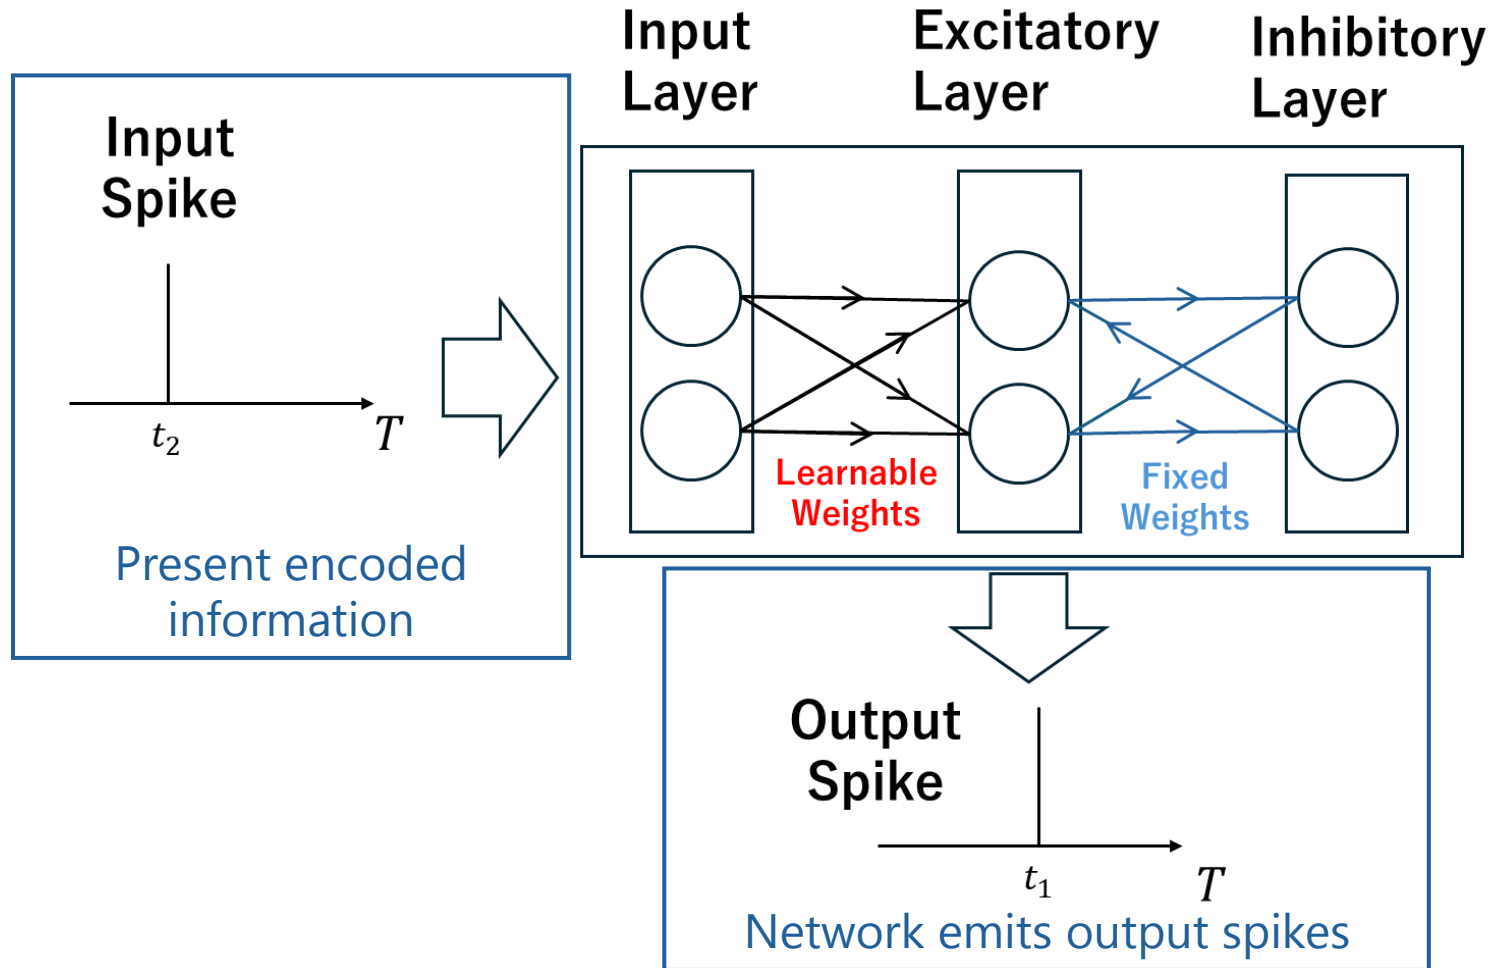 Input
Layer
Excitatory
Layer
Inhibitory
Layer
Input
Spike
t₂
T
Present encoded
information
Learnable
Weights
Fixed
Weights
Output
Spike
t₁
T
Network emits output spikes